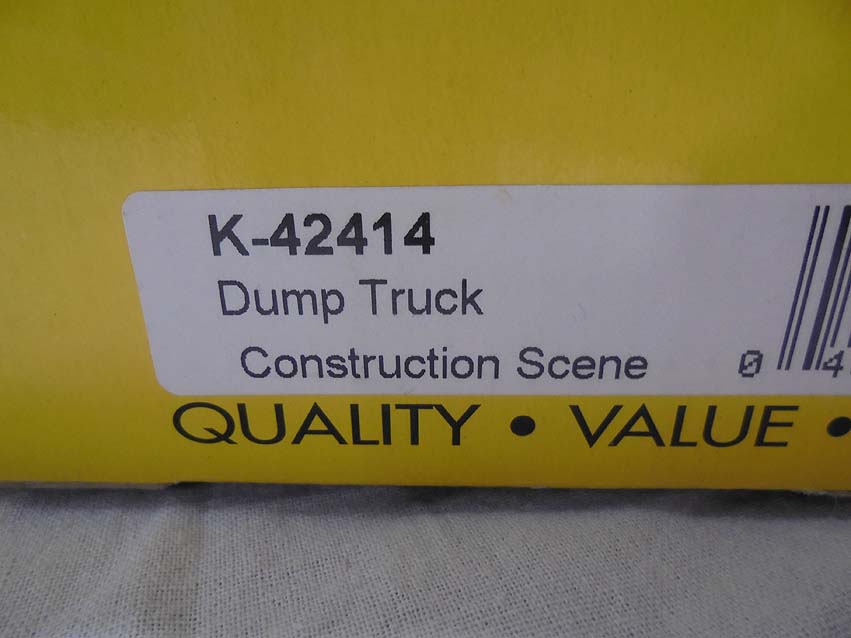 K-42414
Dump Truck
Construction Scene
0 4
QUALITY • VALUE •